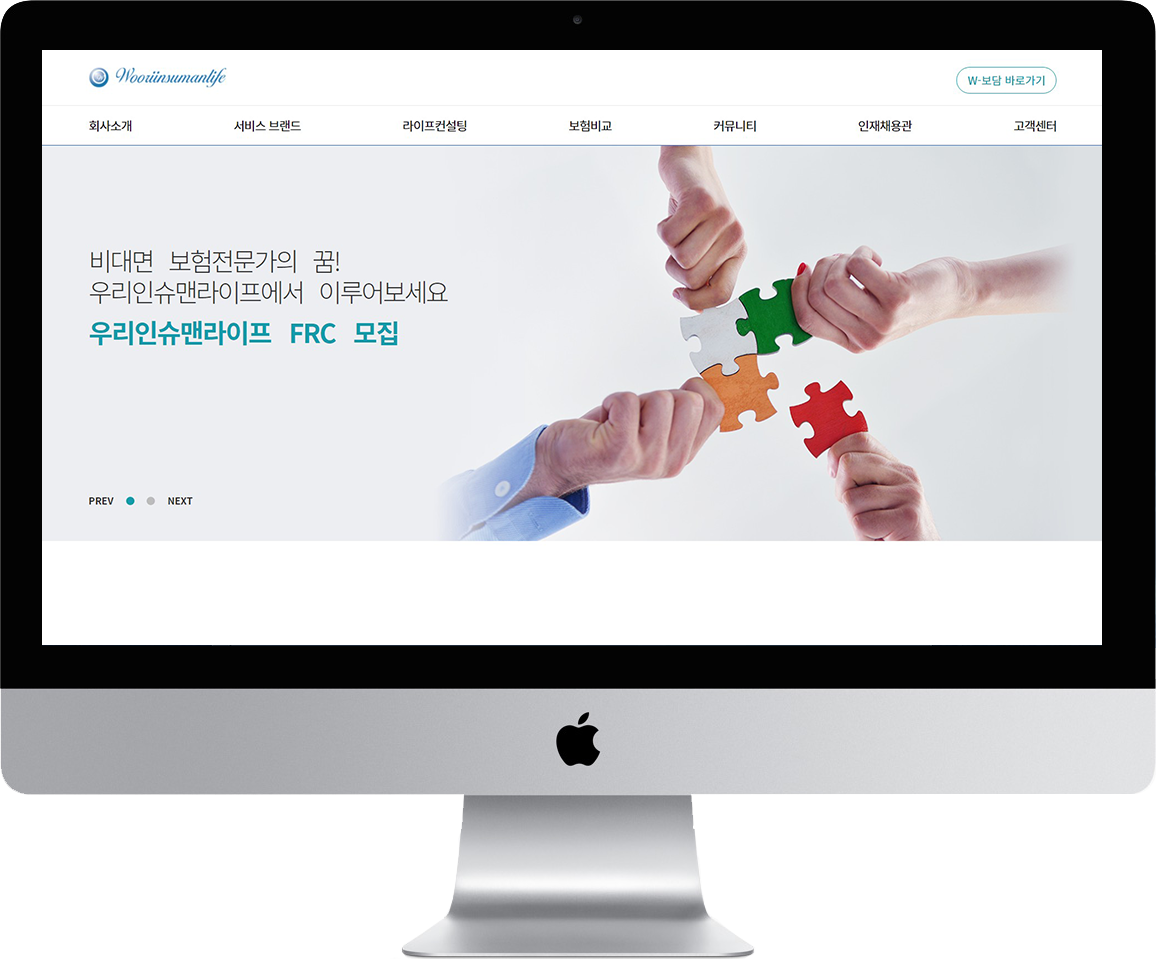 Wooriinsumanlife
W-보담 바로가기
회사소개 서비스 브랜드 라이프컨설팅 보험비교 커뮤니티 인재채용관 고객센터
비대면 보험전문가의 꿈!
우리인슈맨라이프에서 이루어보세요
우리인슈맨라이프 FRC 모집
PREV NEXT